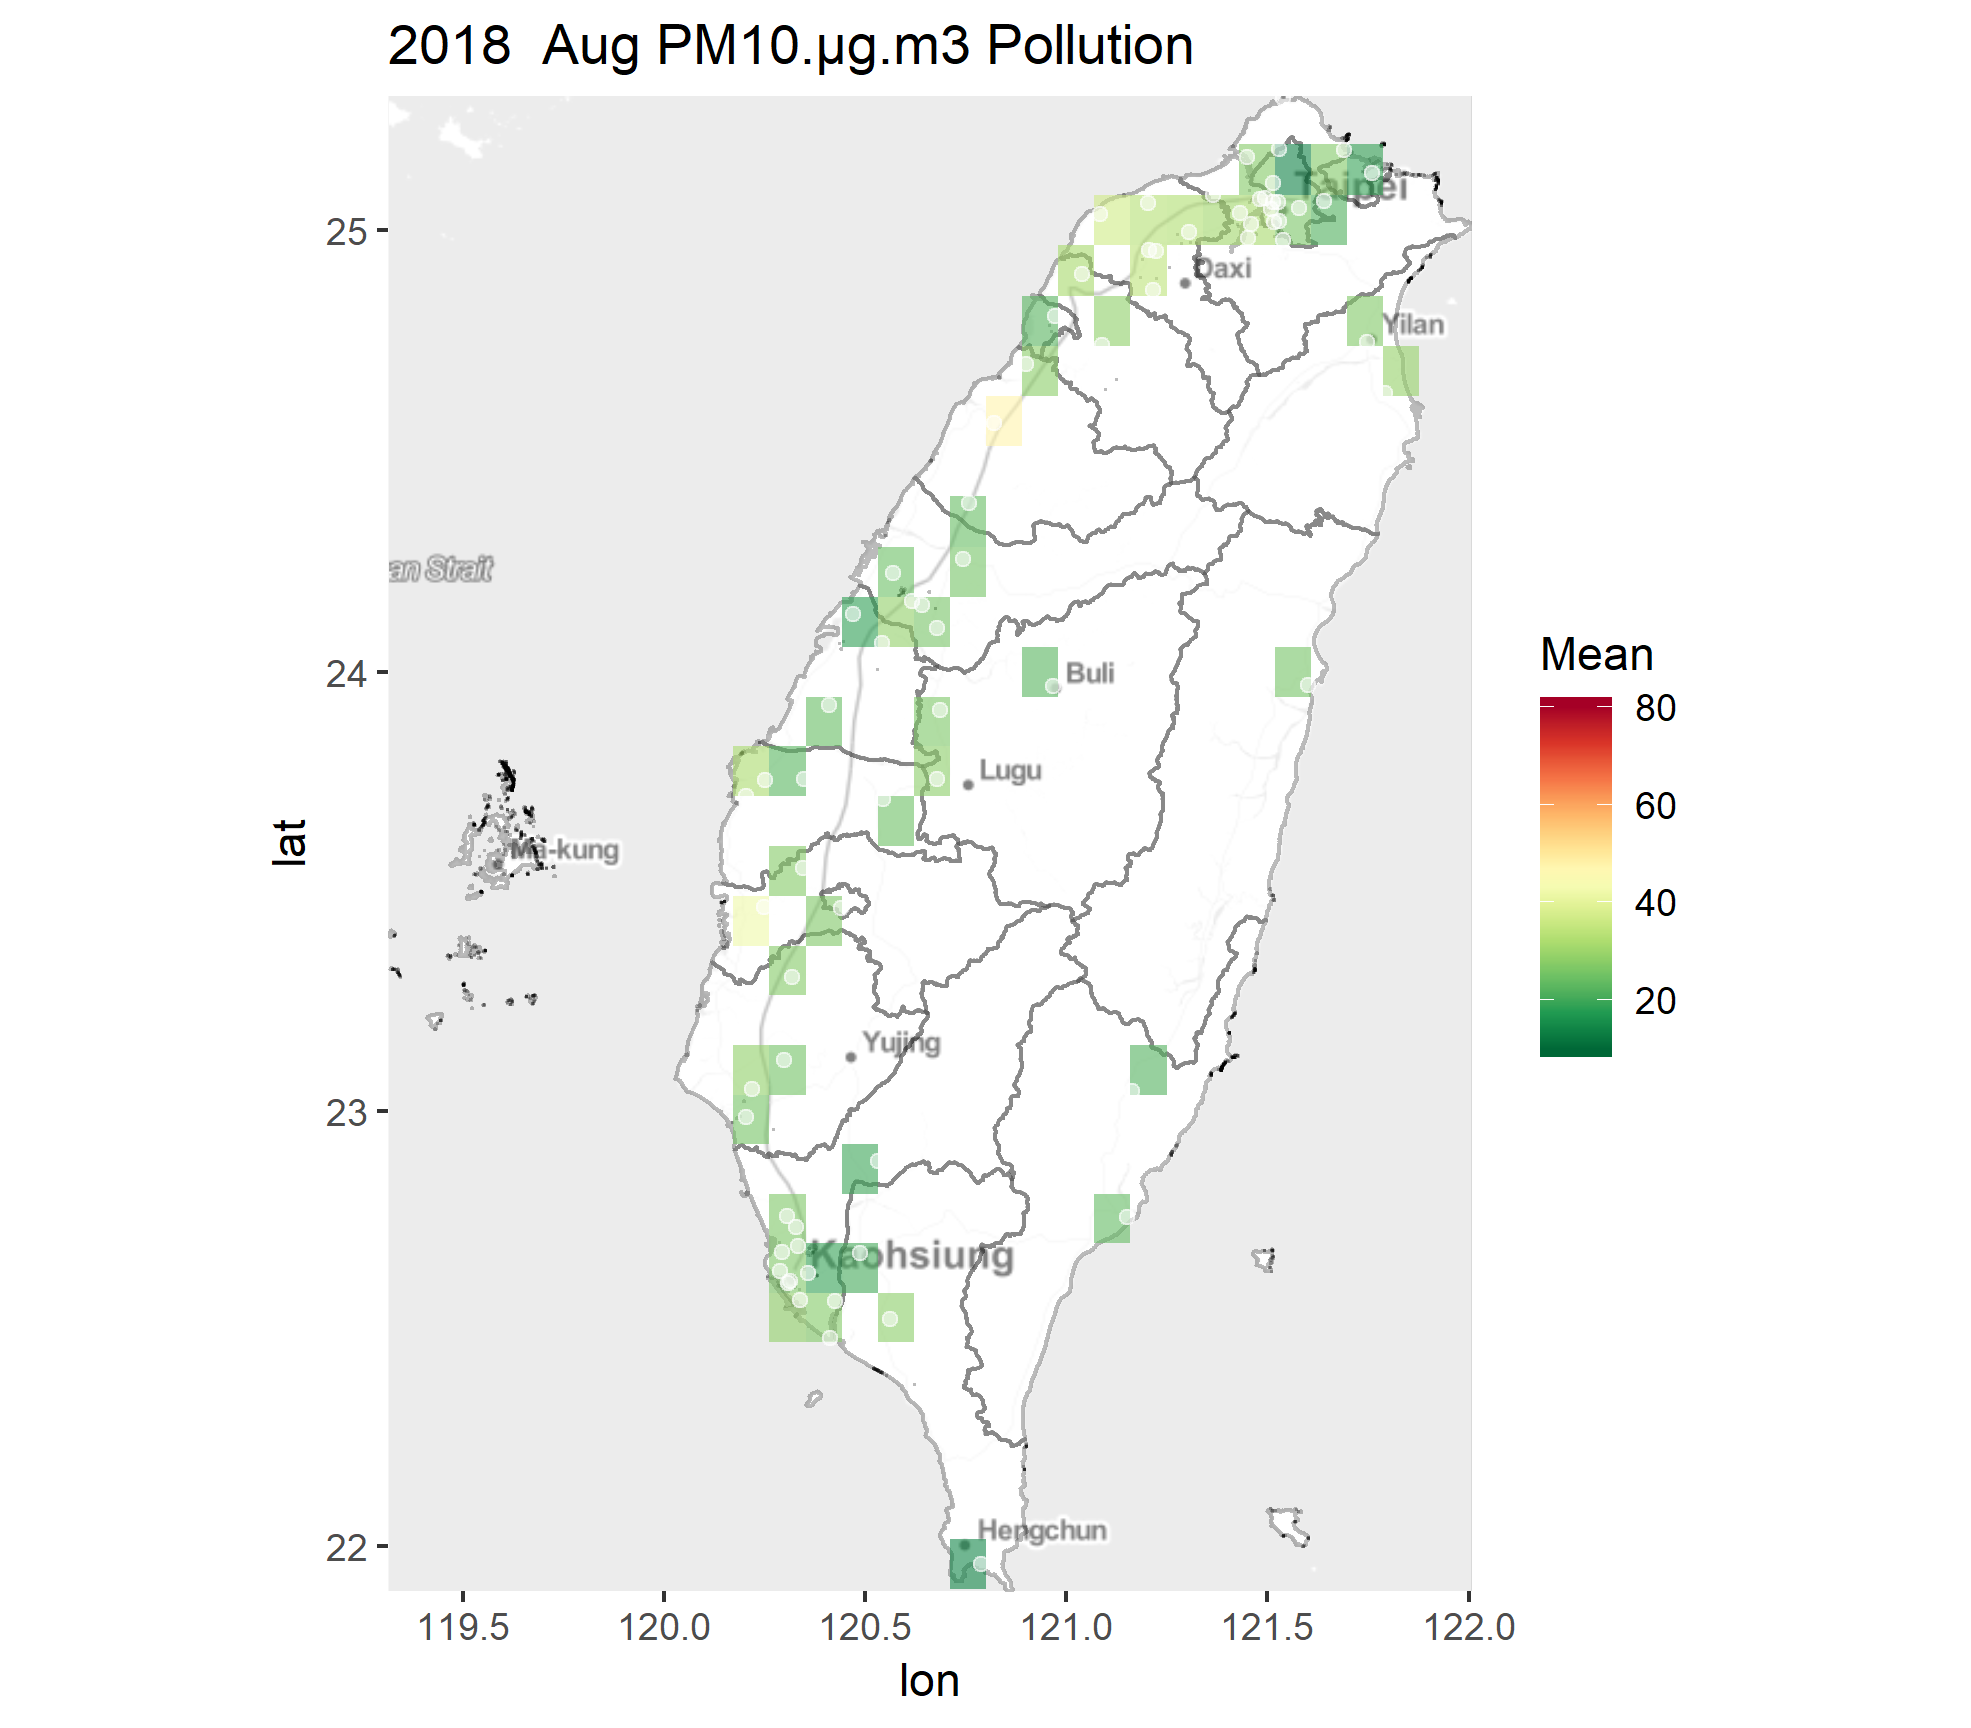 2018  Aug PM10.µg.m3 Pollution
Taipei
25
Daxi
Yilan
an Strait
24
Buli
Lugu
Ma-kung
lat
Yujing
23
Kaohsiung
Hengchun
22
119.5 120.0 120.5 121.0 121.5 122.0
lon
Mean
80
60
40
20